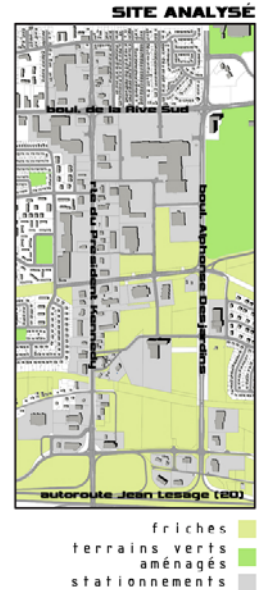 SITE ANALYSÉ
boul. de la Rive Sud
rte du Président Kennedy
boul. Alphonse Desjardins
autoroute Jean Lesage (20)
friches
terrains verts
aménagés
stationnements